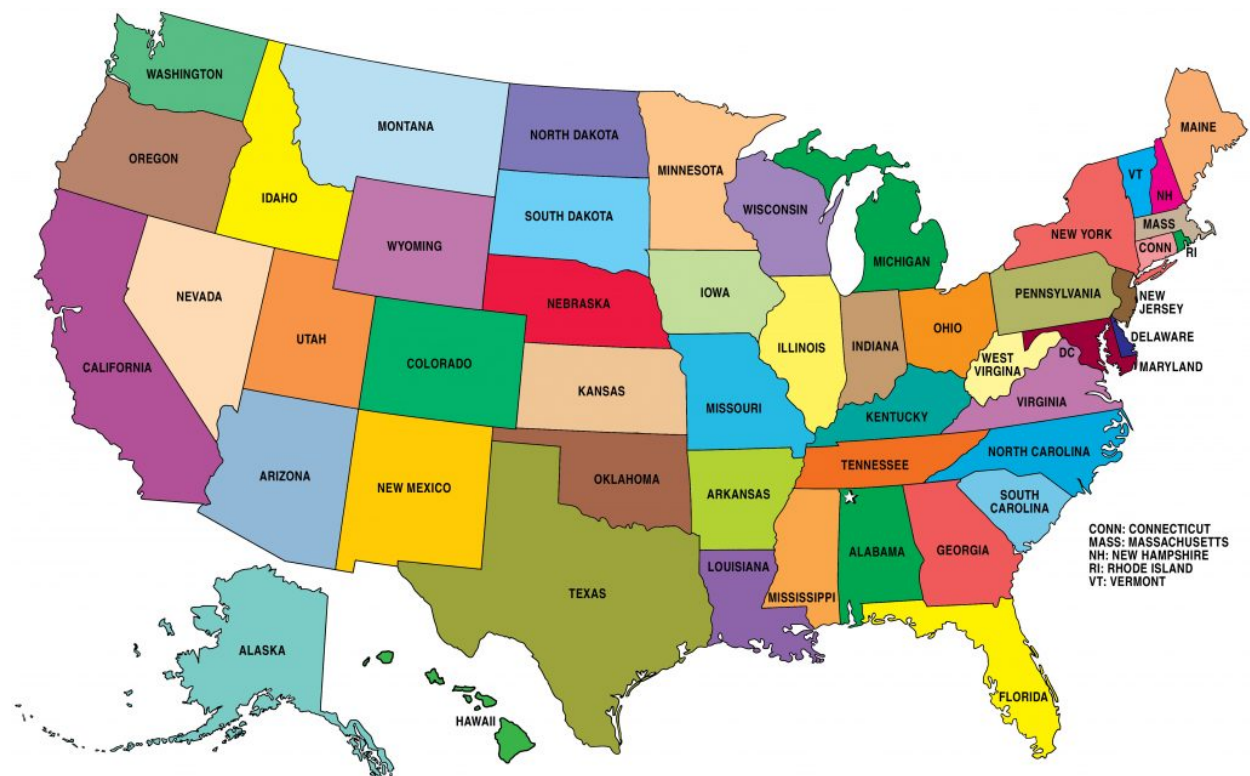 WASHINGTON
OREGON
IDAHO
MONTANA
NORTH DAKOTA
SOUTH DAKOTA
MINNESOTA
WISCONSIN
MICHIGAN
WYOMING
CALIFORNIA
NEVADA
UTAH
COLORADO
NEBRASKA
IOWA
KANSAS
MISSOURI
ILLINOIS
INDIANA
OHIO
KENTUCKY
WEST
VIRGINA
VIRGINIA
DC
PENNSYLVANIA
NEW YORK
VT
NH
MAINE
MASS
CONN
RI
NEW
JERSEY
DELAWARE
MARYLAND
ARIZONA
NEW MEXICO
OKLAHOMA
ARKANSAS
TENNESSEE
NORTH CAROLINA
SOUTH
CAROLINA
TEXAS
LOUISIANA
MISSISSIPPI
ALABAMA
GEORGIA
FLORIDA
ALASKA
HAWAII
CONN: CONNECTICUT
MASS: MASSACHUSETTS
NH: NEW HAMPSHIRE
RI: RHODE ISLAND
VT: VERMONT